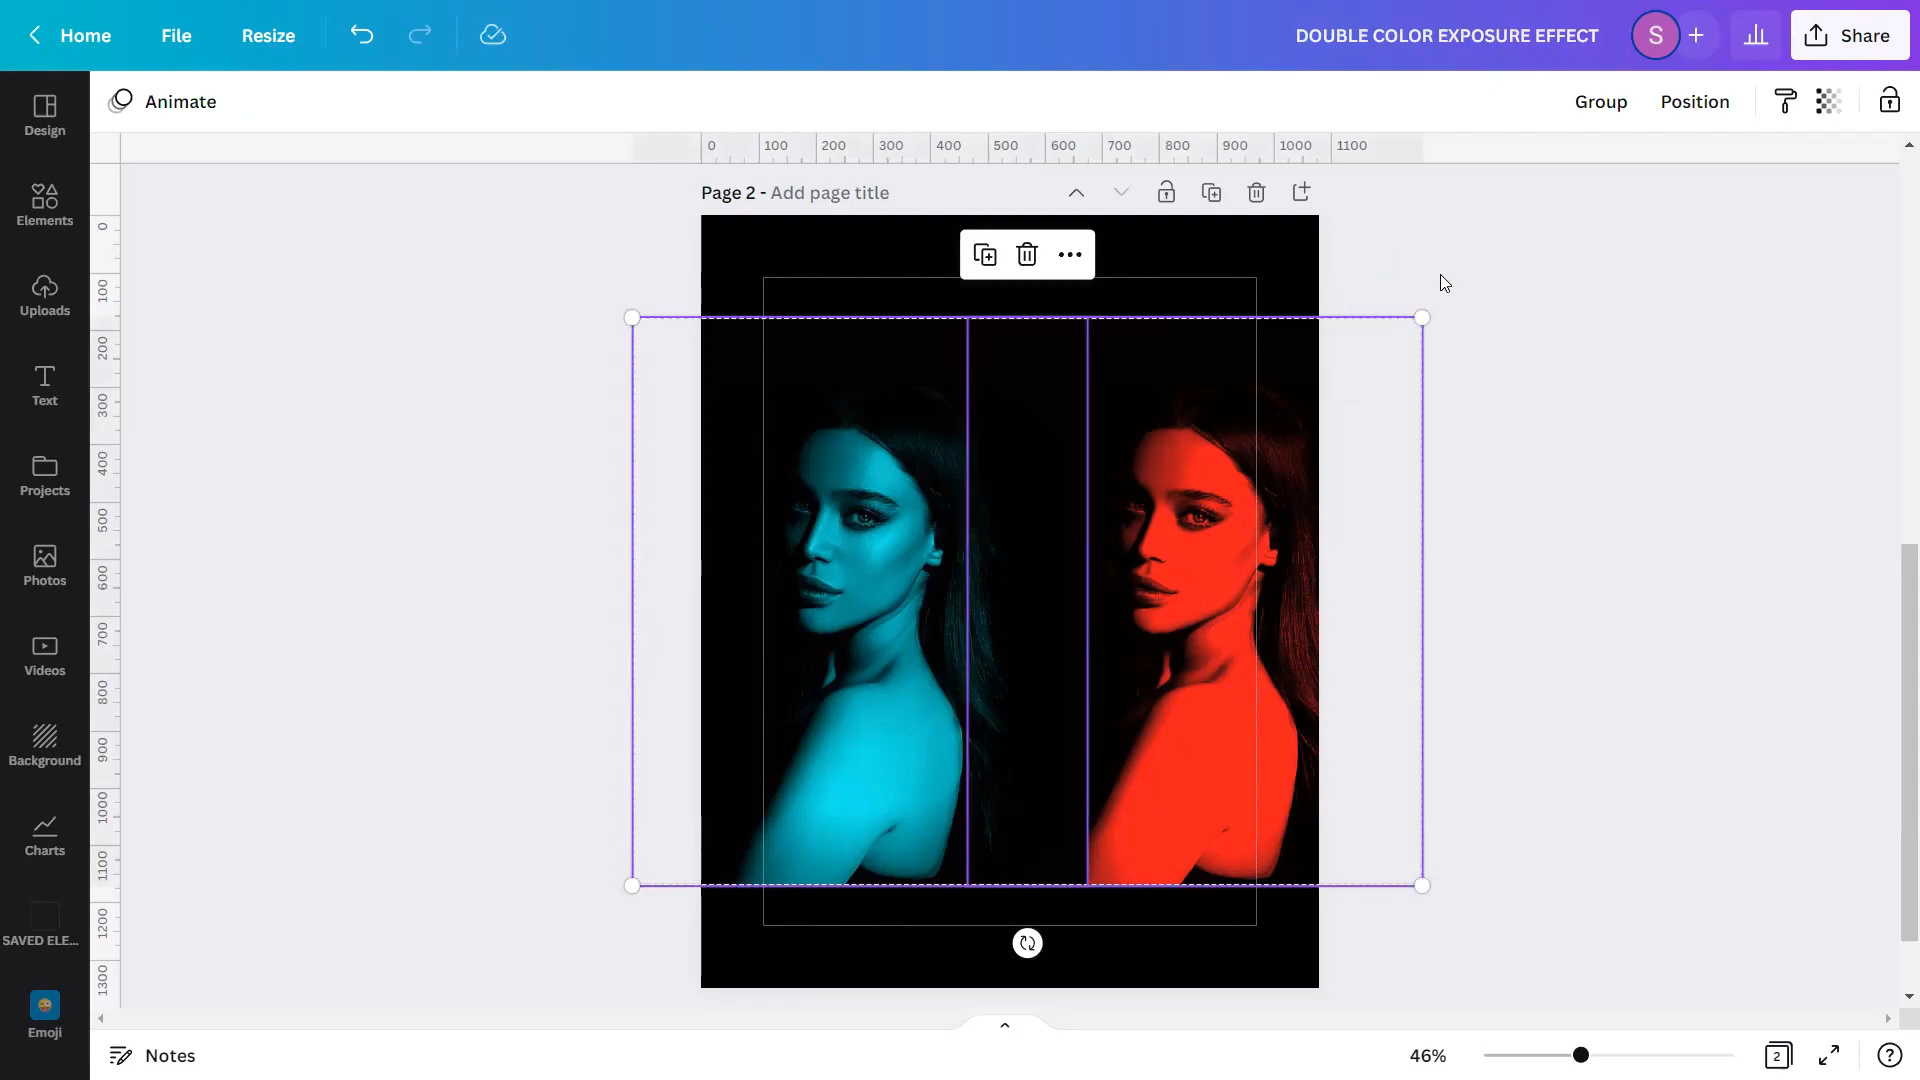 Home File Resize DOUBLE COLOR EXPOSURE EFFECT S + Share
Animate Group Position
Design
Elements
Uploads
Text
Projects
Photos
Videos
Background
Charts
SAVED ELE...
Emoji
0 100 200 300 400 500 600 700 800 900 1000 1100
Page 2 - Add page title
0
100
200
300
400
500
600
700
800
900
1000
1100
1200
1300
Notes 46% 2 ?